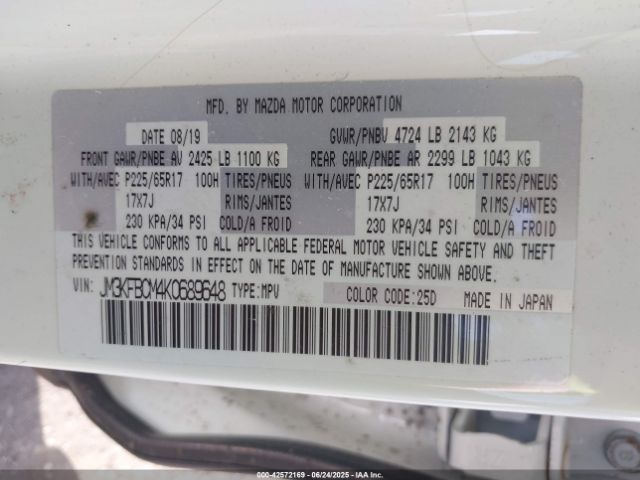 MFD. BY MAZDA MOTOR CORPORATION
DATE 08/19 GVWR/PNBV 4724 LB 2143 KG
FRONT GAWR/PNBE AV 2425 LB 1100 KG REAR GAWR/PNBE AR 2299 LB 1043 KG
WITH/AVEC P225/65R17 100H TIRES/PNEUS WITH/AVEC P225/65R17 100H TIRES/PNEUS
17X7J RIMS/JANTES 17X7J RIMS/JANTES
230 KPA/34 PSI COLD/A FROID 230 KPA/34 PSI COLD/A FROID
THIS VEHICLE CONFORMS TO ALL APPLICABLE FEDERAL MOTOR VEHICLE SAFETY AND THEFT
PREVENTION STANDARDS IN EFFECT ON THE DATE OF MANUFACTURE SHOWN ABOVE.
VIN: JM3KFBCM4K0689648 TYPE:MPV COLOR CODE:25D MADE IN JAPAN
000-42572169 - 06/24/2025 - IAAI.COM